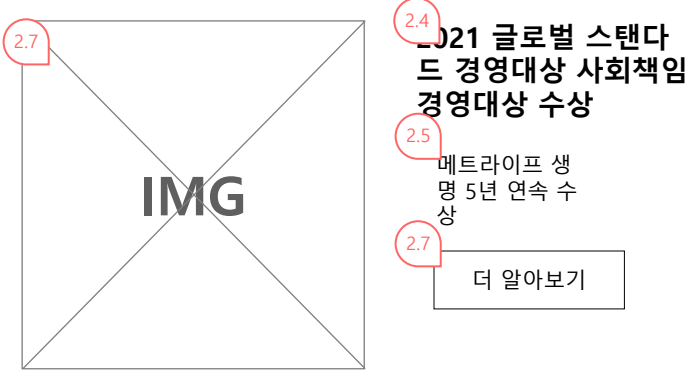 2.7
IMG
2.4
2021 글로벌 스탠다
드 경영대상 사회책임
경영대상 수상
2.5
메트라이프 생
명 5년 연속 수
상
2.7
더 알아보기